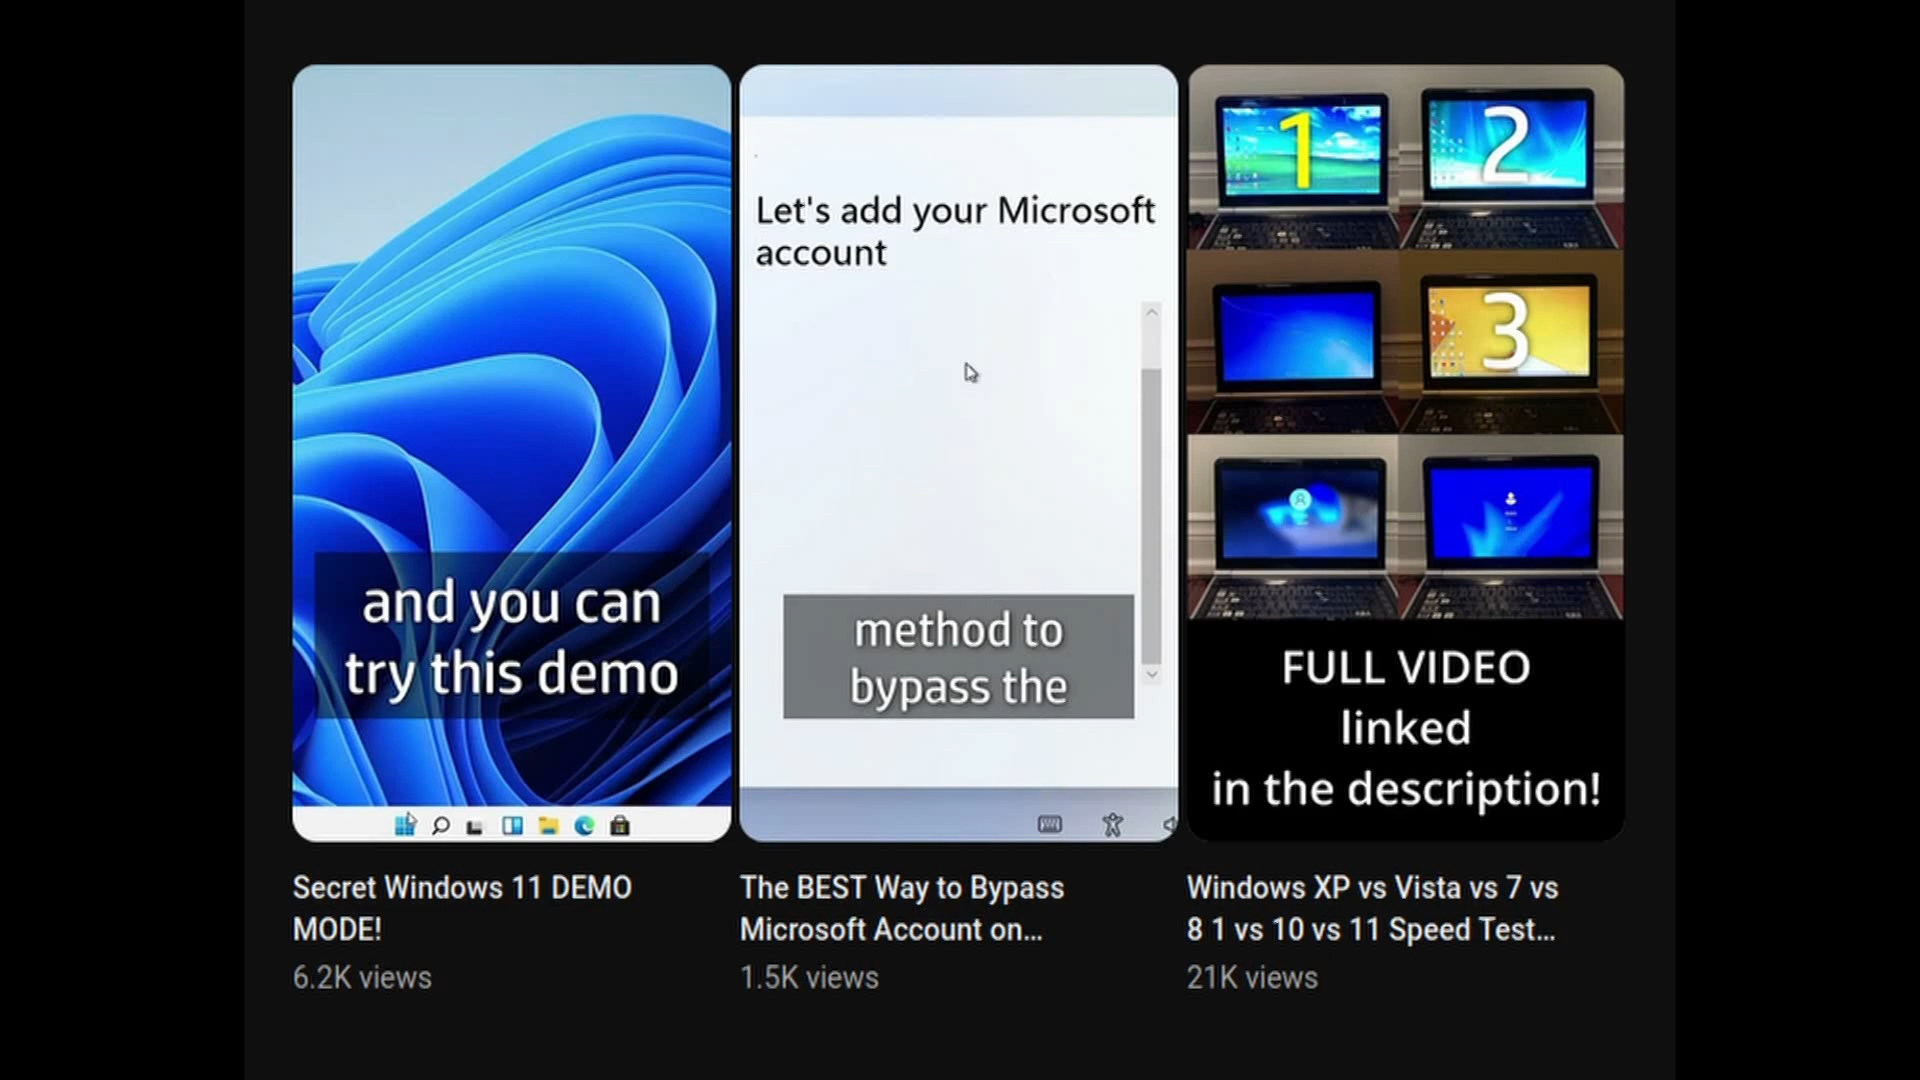 and you can
try this demo
Secret Windows 11 DEMO
MODE!
6.2K views
Let's add your Microsoft
account
method to
bypass the
The BEST Way to Bypass
Microsoft Account on...
1.5K views
1
2
3
FULL VIDEO
linked
in the description!
Windows XP vs Vista vs 7 vs
8 1 vs 10 vs 11 Speed Test...
21K views